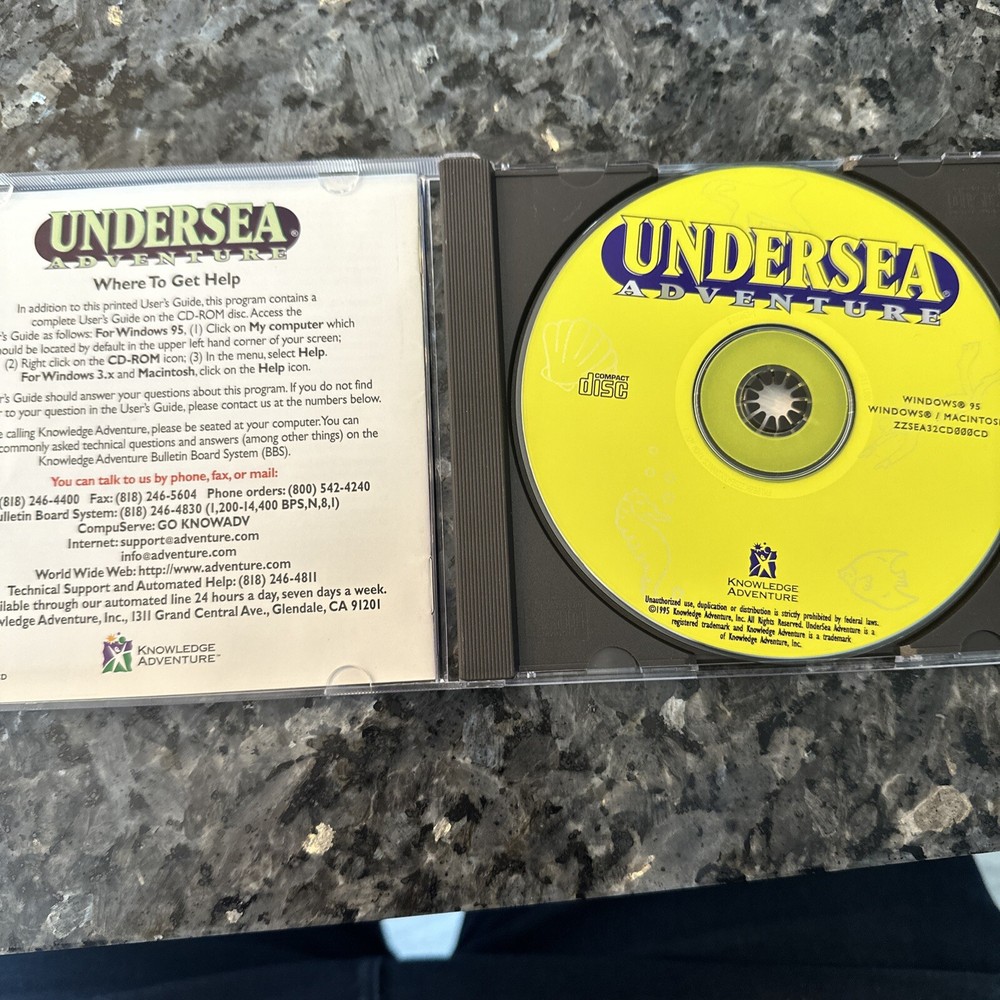 UNDERSEA®
ADVENTURE
Where To Get Help
In addition to this printed User's Guide, this program contains a
complete User's Guide on the CD-ROM disc. Access the
's Guide as follows: For Windows 95, (1) Click on My computer which
ould be located by default in the upper left hand corner of your screen;
(2) Right click on the CD-ROM icon; (3) In the menu, select Help.
For Windows 3.x and Macintosh, click on the Help icon.
r's Guide should answer your questions about this program. If you do not find
r to your question in the User's Guide, please contact us at the numbers below.
e calling Knowledge Adventure, please be seated at your computer. You can
commonly asked technical questions and answers (among other things) on the
Knowledge Adventure Bulletin Board System (BBS).
You can talk to us by phone, fax, or mail:
(818) 246-4400 Fax: (818) 246-5604 Phone orders: (800) 542-4240
ulletin Board System: (818) 246-4830 (1,200-14,400 BPS,N,8,1)
CompuServe: GO KNOWADV
Internet: support@adventure.com
info@adventure.com
World Wide Web: http://www.adventure.com
Technical Support and Automated Help: (818) 246-4811
ilable through our automated line 24 hours a day, seven days a week.
wledge Adventure, Inc., 1311 Grand Central Ave., Glendale, CA 91201
KNOWLEDGE
ADVENTURE™
D
UNDERSEA®
ADVENTURE
COMPACT
disc
WINDOWS® 95
WINDOWS® / MACINTOSH
ZZSEA32CD000CD
KNOWLEDGE
ADVENTURE
Unauthorized use, duplication or distribution is strictly prohibited by federal laws.
©1995 Knowledge Adventure, Inc. All Rights Reserved. UnderSea Adventure is a
registered trademark and Knowledge Adventure is a trademark
of Knowledge Adventure, Inc.